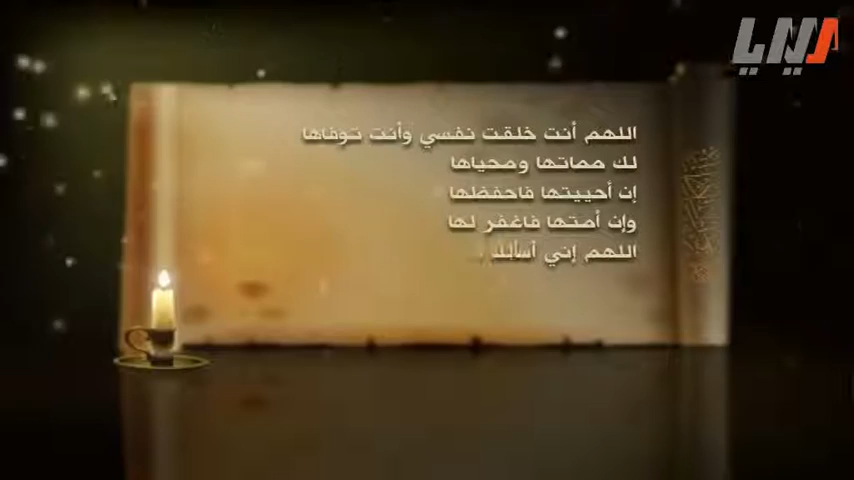 اللهم أنت خلقت نفسي وأنت توفاها
لك مماتها ومحياها
إن أحييتها فاحفظها
وإن أمتها فاغفر لها
اللهم إني أسألك